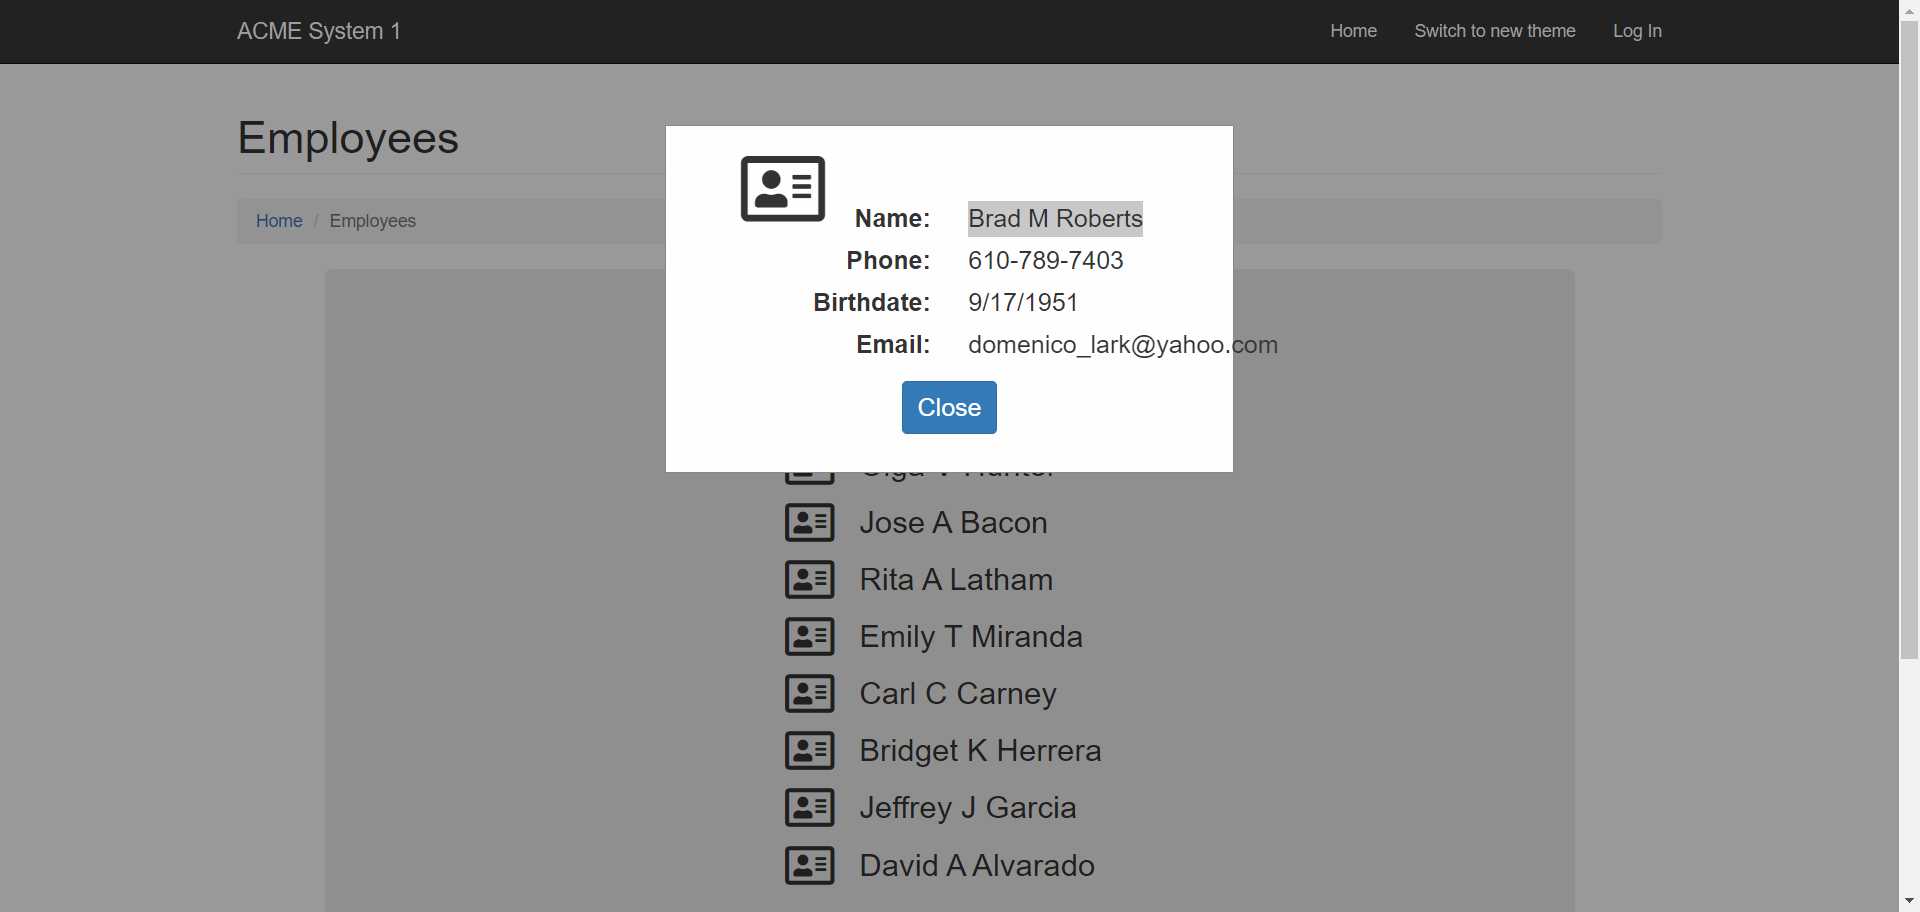 ACME System 1
Home
Switch to new theme
Log In
Employees
Home / Employees
Name: Brad M Roberts
Phone: 610-789-7403
Birthdate: 9/17/1951
Email: domenico_lark@yahoo.com
Close
Jose A Bacon
Rita A Latham
Emily T Miranda
Carl C Carney
Bridget K Herrera
Jeffrey J Garcia
David A Alvarado